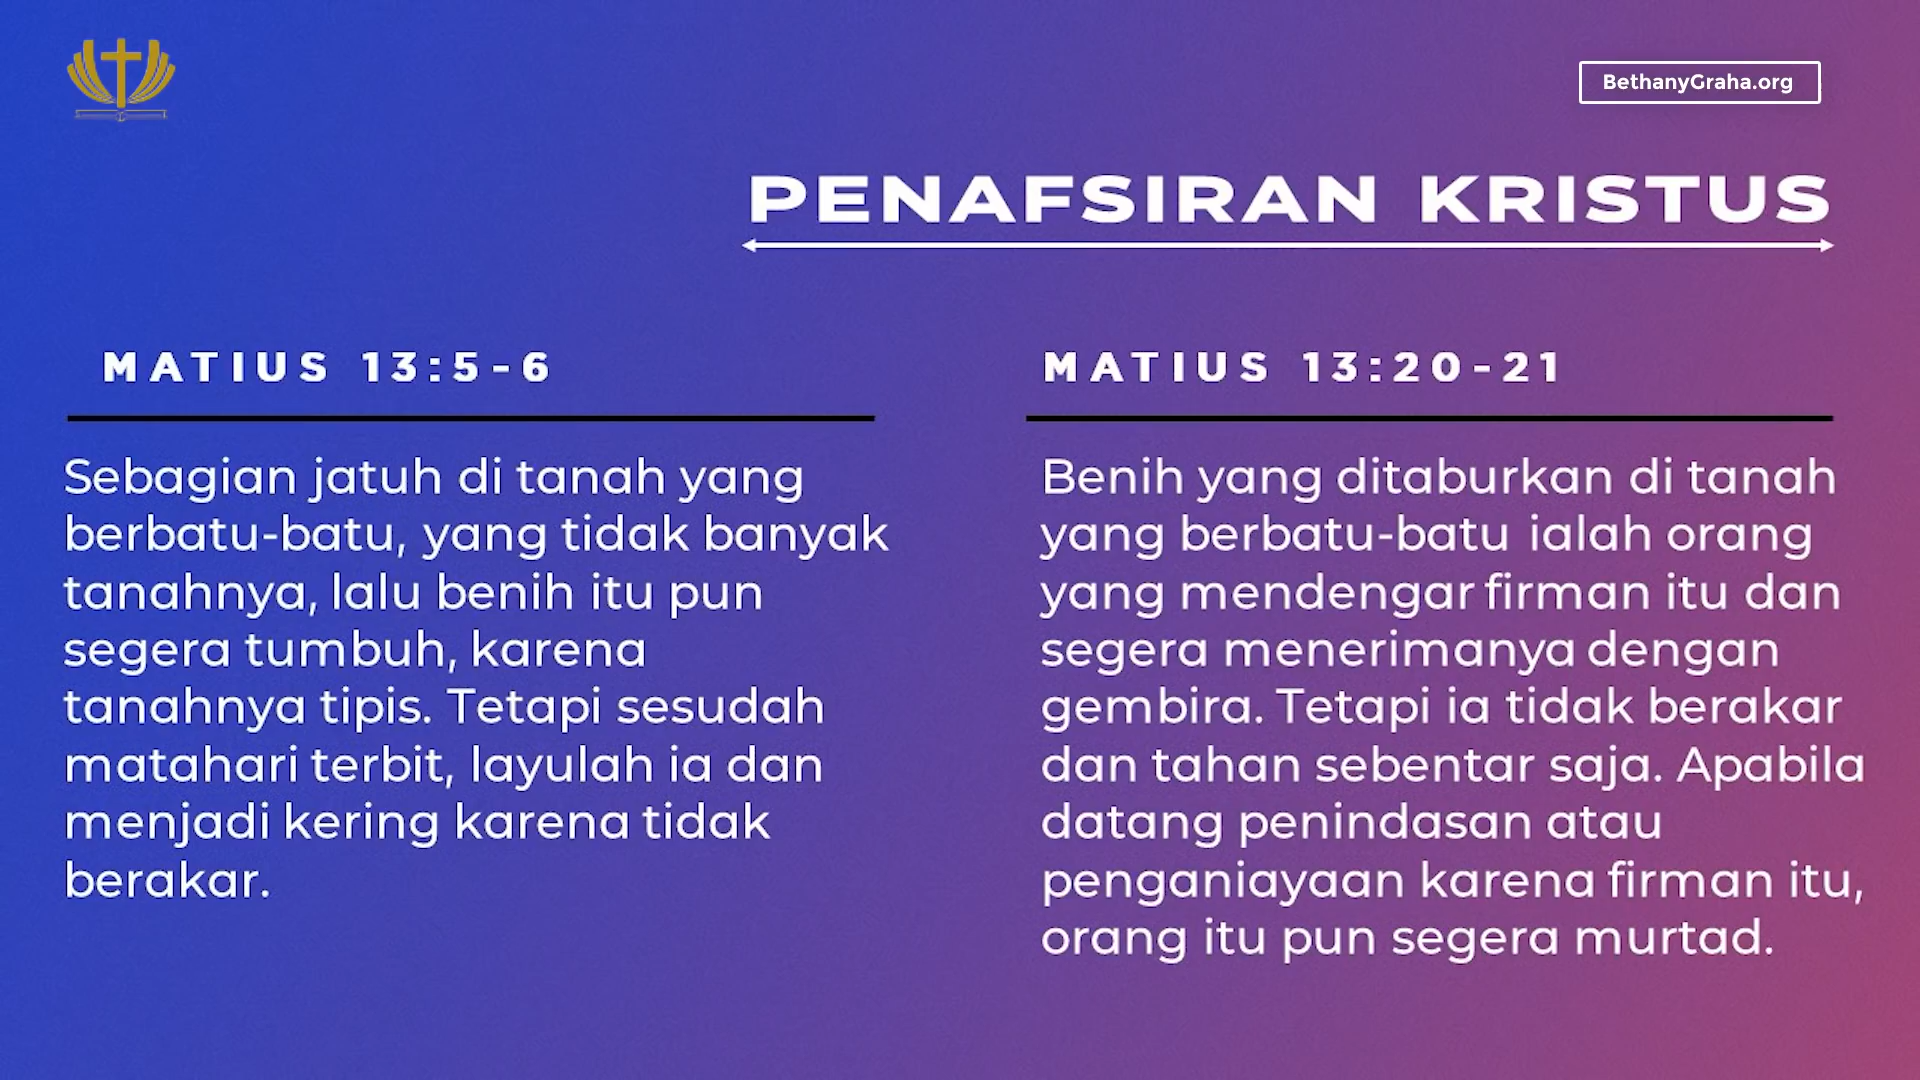 BethanyGraha.org
PENAFSIRAN KRISTUS
MATIUS 13:5-6
Sebagian jatuh di tanah yang
berbatu-batu, yang tidak banyak
tanahnya, lalu benih itu pun
segera tumbuh, karena
tanahnya tipis. Tetapi sesudah
matahari terbit, layulah ia dan
menjadi kering karena tidak
berakar.
MATIUS 13:20-21
Benih yang ditaburkan di tanah
yang berbatu-batu ialah orang
yang mendengar firman itu dan
segera menerimanya dengan
gembira. Tetapi ia tidak berakar
dan tahan sebentar saja. Apabila
datang penindasan atau
penganiayaan karena firman itu,
orang itu pun segera murtad.